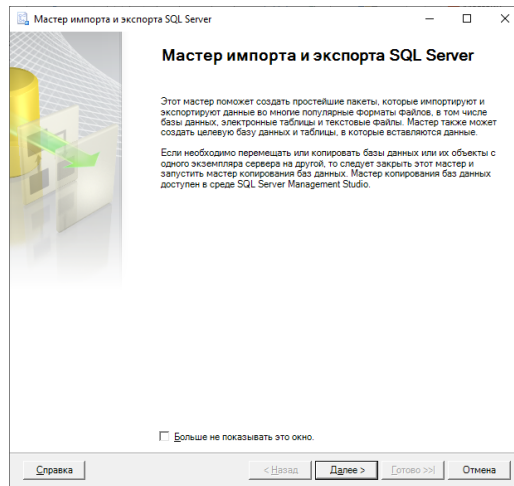 Мастер импорта и экспорта SQL Server
Мастер импорта и экспорта SQL Server
Этот мастер поможет создать простейшие пакеты, которые импортируют и
экспортируют данные во многие популярные форматы файлов, в том числе
базы данных, электронные таблицы и текстовые файлы. Мастер также может
создать целевую базу данных и таблицы, в которые вставляются данные.
Если необходимо перемещать или копировать базы данных или их объекты с
одного экземпляра сервера на другой, то следует закрыть этот мастер и
запустить мастер копирования баз данных. Мастер копирования баз данных
доступен в среде SQL Server Management Studio.
Больше не показывать это окно.
Справка
< Назад
Далее >
Готово >>|
Отмена